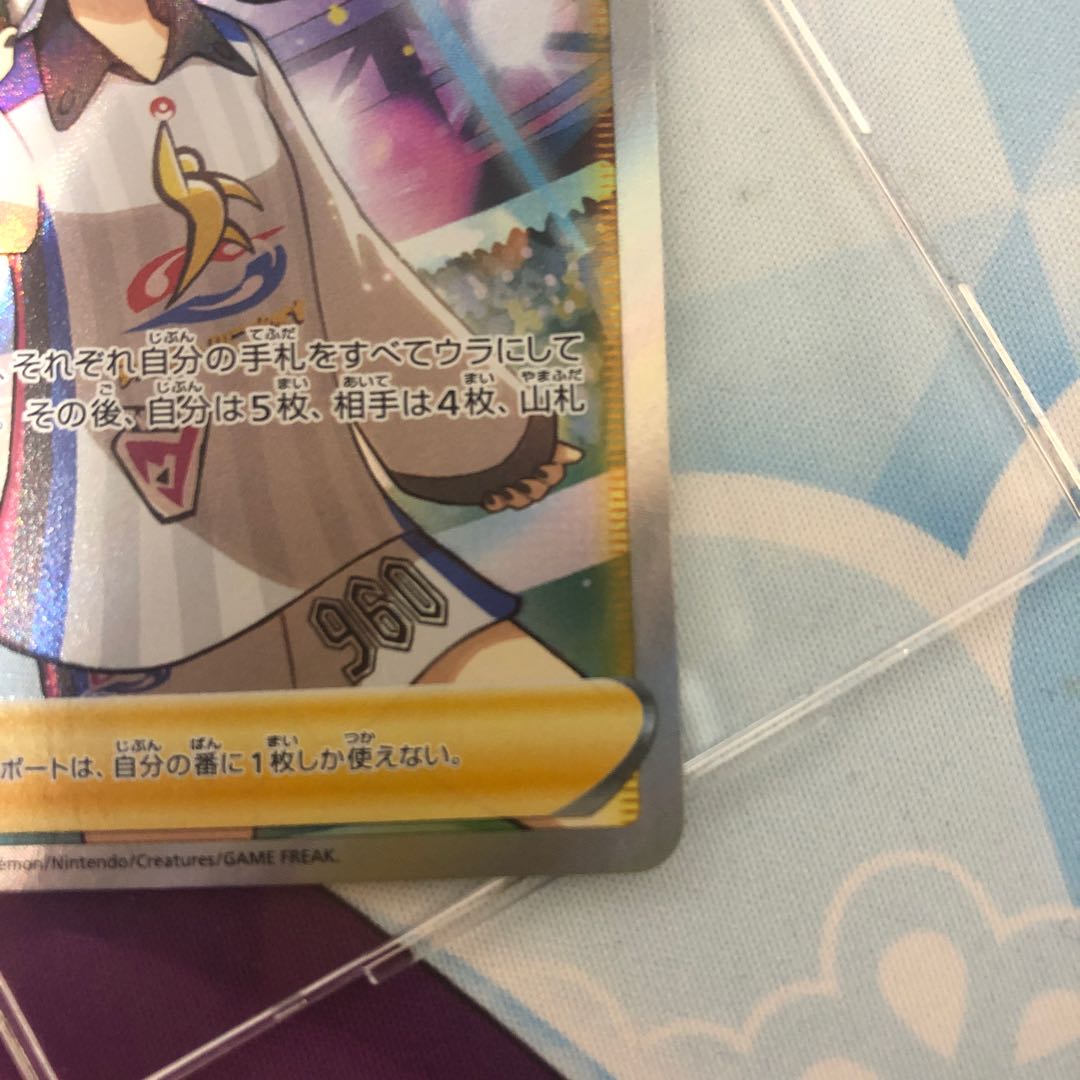 それぞれ自分の手札をすべてウラにして
その後、自分は5枚、相手は4枚、山札
960
ポートは、自分の番に1枚しか使えない。
émon/Nintendo/Creatures/GAME FREAK.